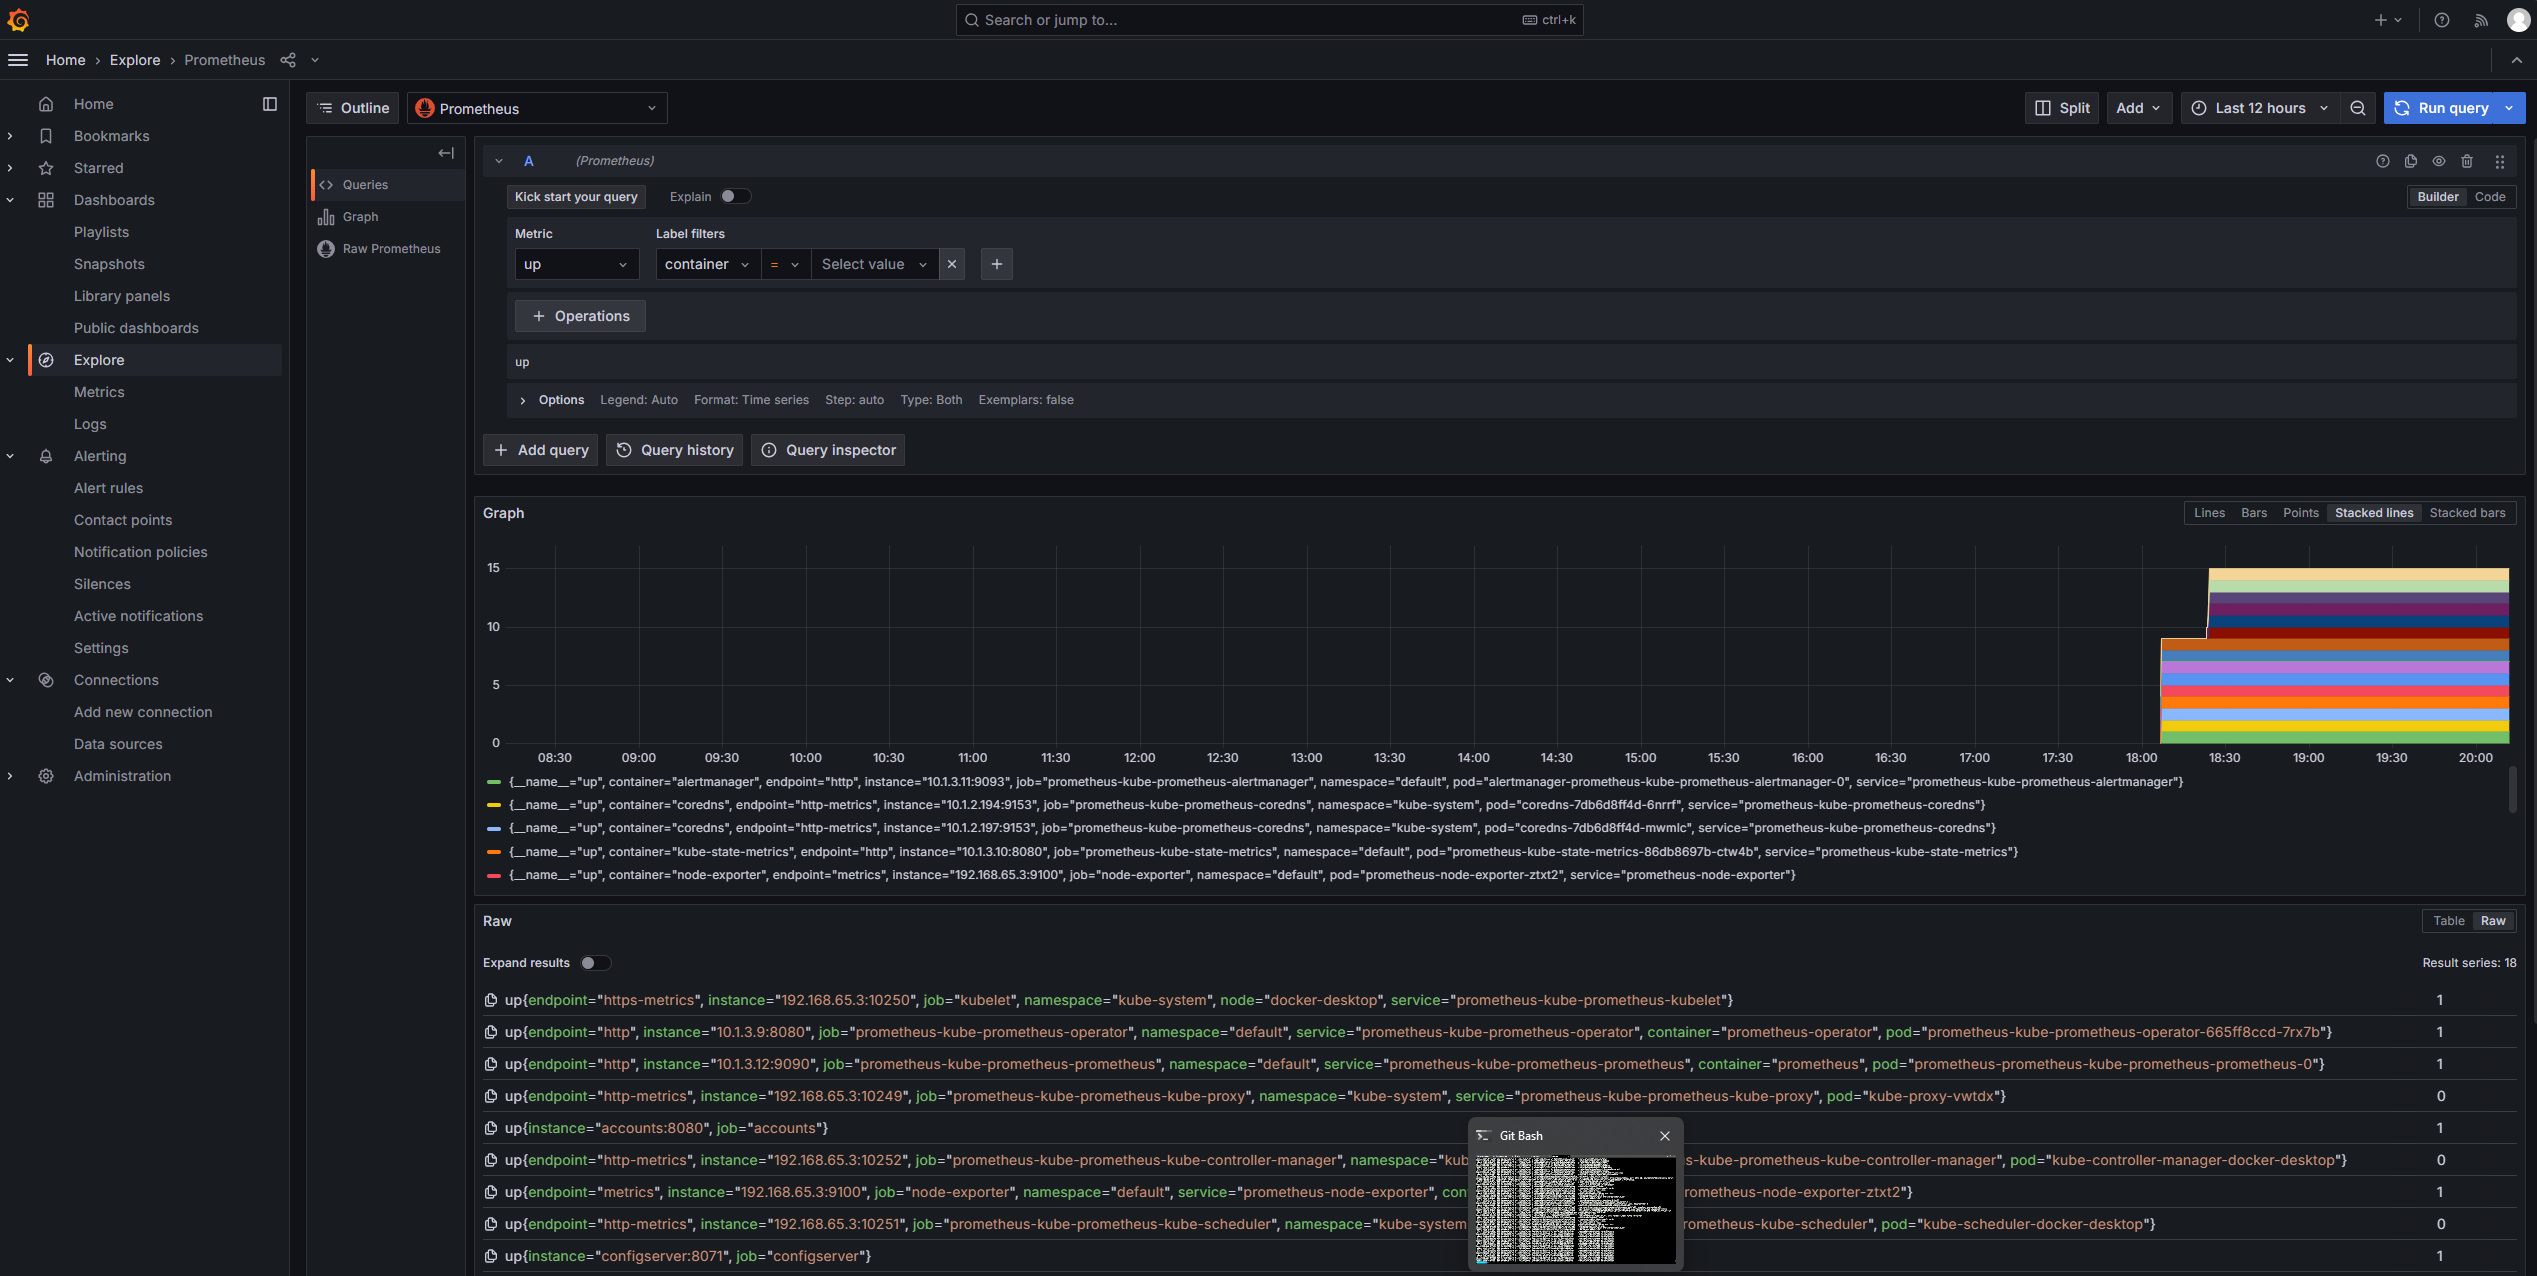 Search or jump to...
ctrl+k
Home › Explore › Prometheus
Home
Bookmarks
Starred
Dashboards
Playlists
Snapshots
Library panels
Public dashboards
Explore
Metrics
Logs
Alerting
Alert rules
Contact points
Notification policies
Silences
Active notifications
Settings
Connections
Add new connection
Data sources
Administration
Outline
Prometheus
Split
Add
Last 12 hours
Run query
Queries
Graph
Raw Prometheus
A (Prometheus)
Kick start your query
Explain
Builder
Code
Metric
Label filters
up
container
=
Select value
Operations
up
Options Legend: Auto Format: Time series Step: auto Type: Both Exemplars: false
Add query
Query history
Query inspector
Graph
Lines
Bars
Points
Stacked lines
Stacked bars
15
10
5
0
08:30 09:00 09:30 10:00 10:30 11:00 11:30 12:00 12:30 13:00 13:30 14:00 14:30 15:00 15:30 16:00 16:30 17:00 17:30 18:00 18:30 19:00 19:30 20:00
{__name__="up", container="alertmanager", endpoint="http", instance="10.1.3.11:9093", job="prometheus-kube-prometheus-alertmanager", namespace="default", pod="alertmanager-prometheus-kube-prometheus-alertmanager-0", service="prometheus-kube-prometheus-alertmanager"}
{__name__="up", container="coredns", endpoint="http-metrics", instance="10.1.2.194:9153", job="prometheus-kube-prometheus-coredns", namespace="kube-system", pod="coredns-7db6d8ff4d-6nrrf", service="prometheus-kube-prometheus-coredns"}
{__name__="up", container="coredns", endpoint="http-metrics", instance="10.1.2.197:9153", job="prometheus-kube-prometheus-coredns", namespace="kube-system", pod="coredns-7db6d8ff4d-mwmlc", service="prometheus-kube-prometheus-coredns"}
{__name__="up", container="kube-state-metrics", endpoint="http", instance="10.1.3.10:8080", job="prometheus-kube-state-metrics", namespace="default", pod="prometheus-kube-state-metrics-86db8697b-ctw4b", service="prometheus-kube-state-metrics"}
{__name__="up", container="node-exporter", endpoint="metrics", instance="192.168.65.3:9100", job="node-exporter", namespace="default", pod="prometheus-node-exporter-ztxt2", service="prometheus-node-exporter"}
Raw
Table
Raw
Expand results
Result series: 18
up{endpoint="https-metrics", instance="192.168.65.3:10250", job="kubelet", namespace="kube-system", node="docker-desktop", service="prometheus-kube-prometheus-kubelet"} 1
up{endpoint="http", instance="10.1.3.9:8080", job="prometheus-kube-prometheus-operator", namespace="default", service="prometheus-kube-prometheus-operator", container="prometheus-operator", pod="prometheus-kube-prometheus-operator-665ff8ccd-7rx7b"} 1
up{endpoint="http", instance="10.1.3.12:9090", job="prometheus-kube-prometheus-prometheus", namespace="default", service="prometheus-kube-prometheus-prometheus", container="prometheus", pod="prometheus-prometheus-kube-prometheus-prometheus-0"} 1
up{endpoint="http-metrics", instance="192.168.65.3:10249", job="prometheus-kube-prometheus-kube-proxy", namespace="kube-system", service="prometheus-kube-prometheus-kube-proxy", pod="kube-proxy-vwtdx"} 0
up{instance="accounts:8080", job="accounts"} 1
up{endpoint="http-metrics", instance="192.168.65.3:10252", job="prometheus-kube-prometheus-kube-controller-manager", namespace="kub s-kube-prometheus-kube-controller-manager", pod="kube-controller-manager-docker-desktop"} 0
up{endpoint="metrics", instance="192.168.65.3:9100", job="node-exporter", namespace="default", service="prometheus-node-exporter", con rometheus-node-exporter-ztxt2"} 1
up{endpoint="http-metrics", instance="192.168.65.3:10251", job="prometheus-kube-prometheus-kube-scheduler", namespace="kube-system rometheus-kube-scheduler", pod="kube-scheduler-docker-desktop"} 0
up{instance="configserver:8071", job="configserver"} 1
Git Bash